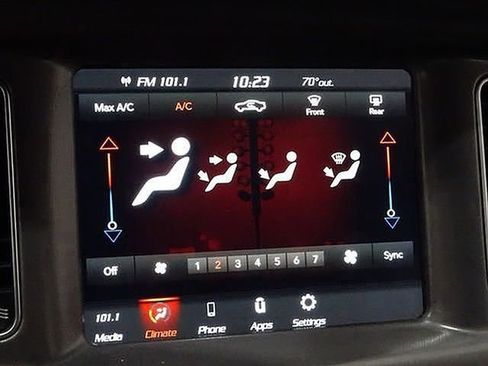 FM 101.1 10:23 70°out.
Max A/C A/C Front Rear
Off 1 2 3 4 5 6 7 Sync
101.1
Media Climate Phone Apps Settings